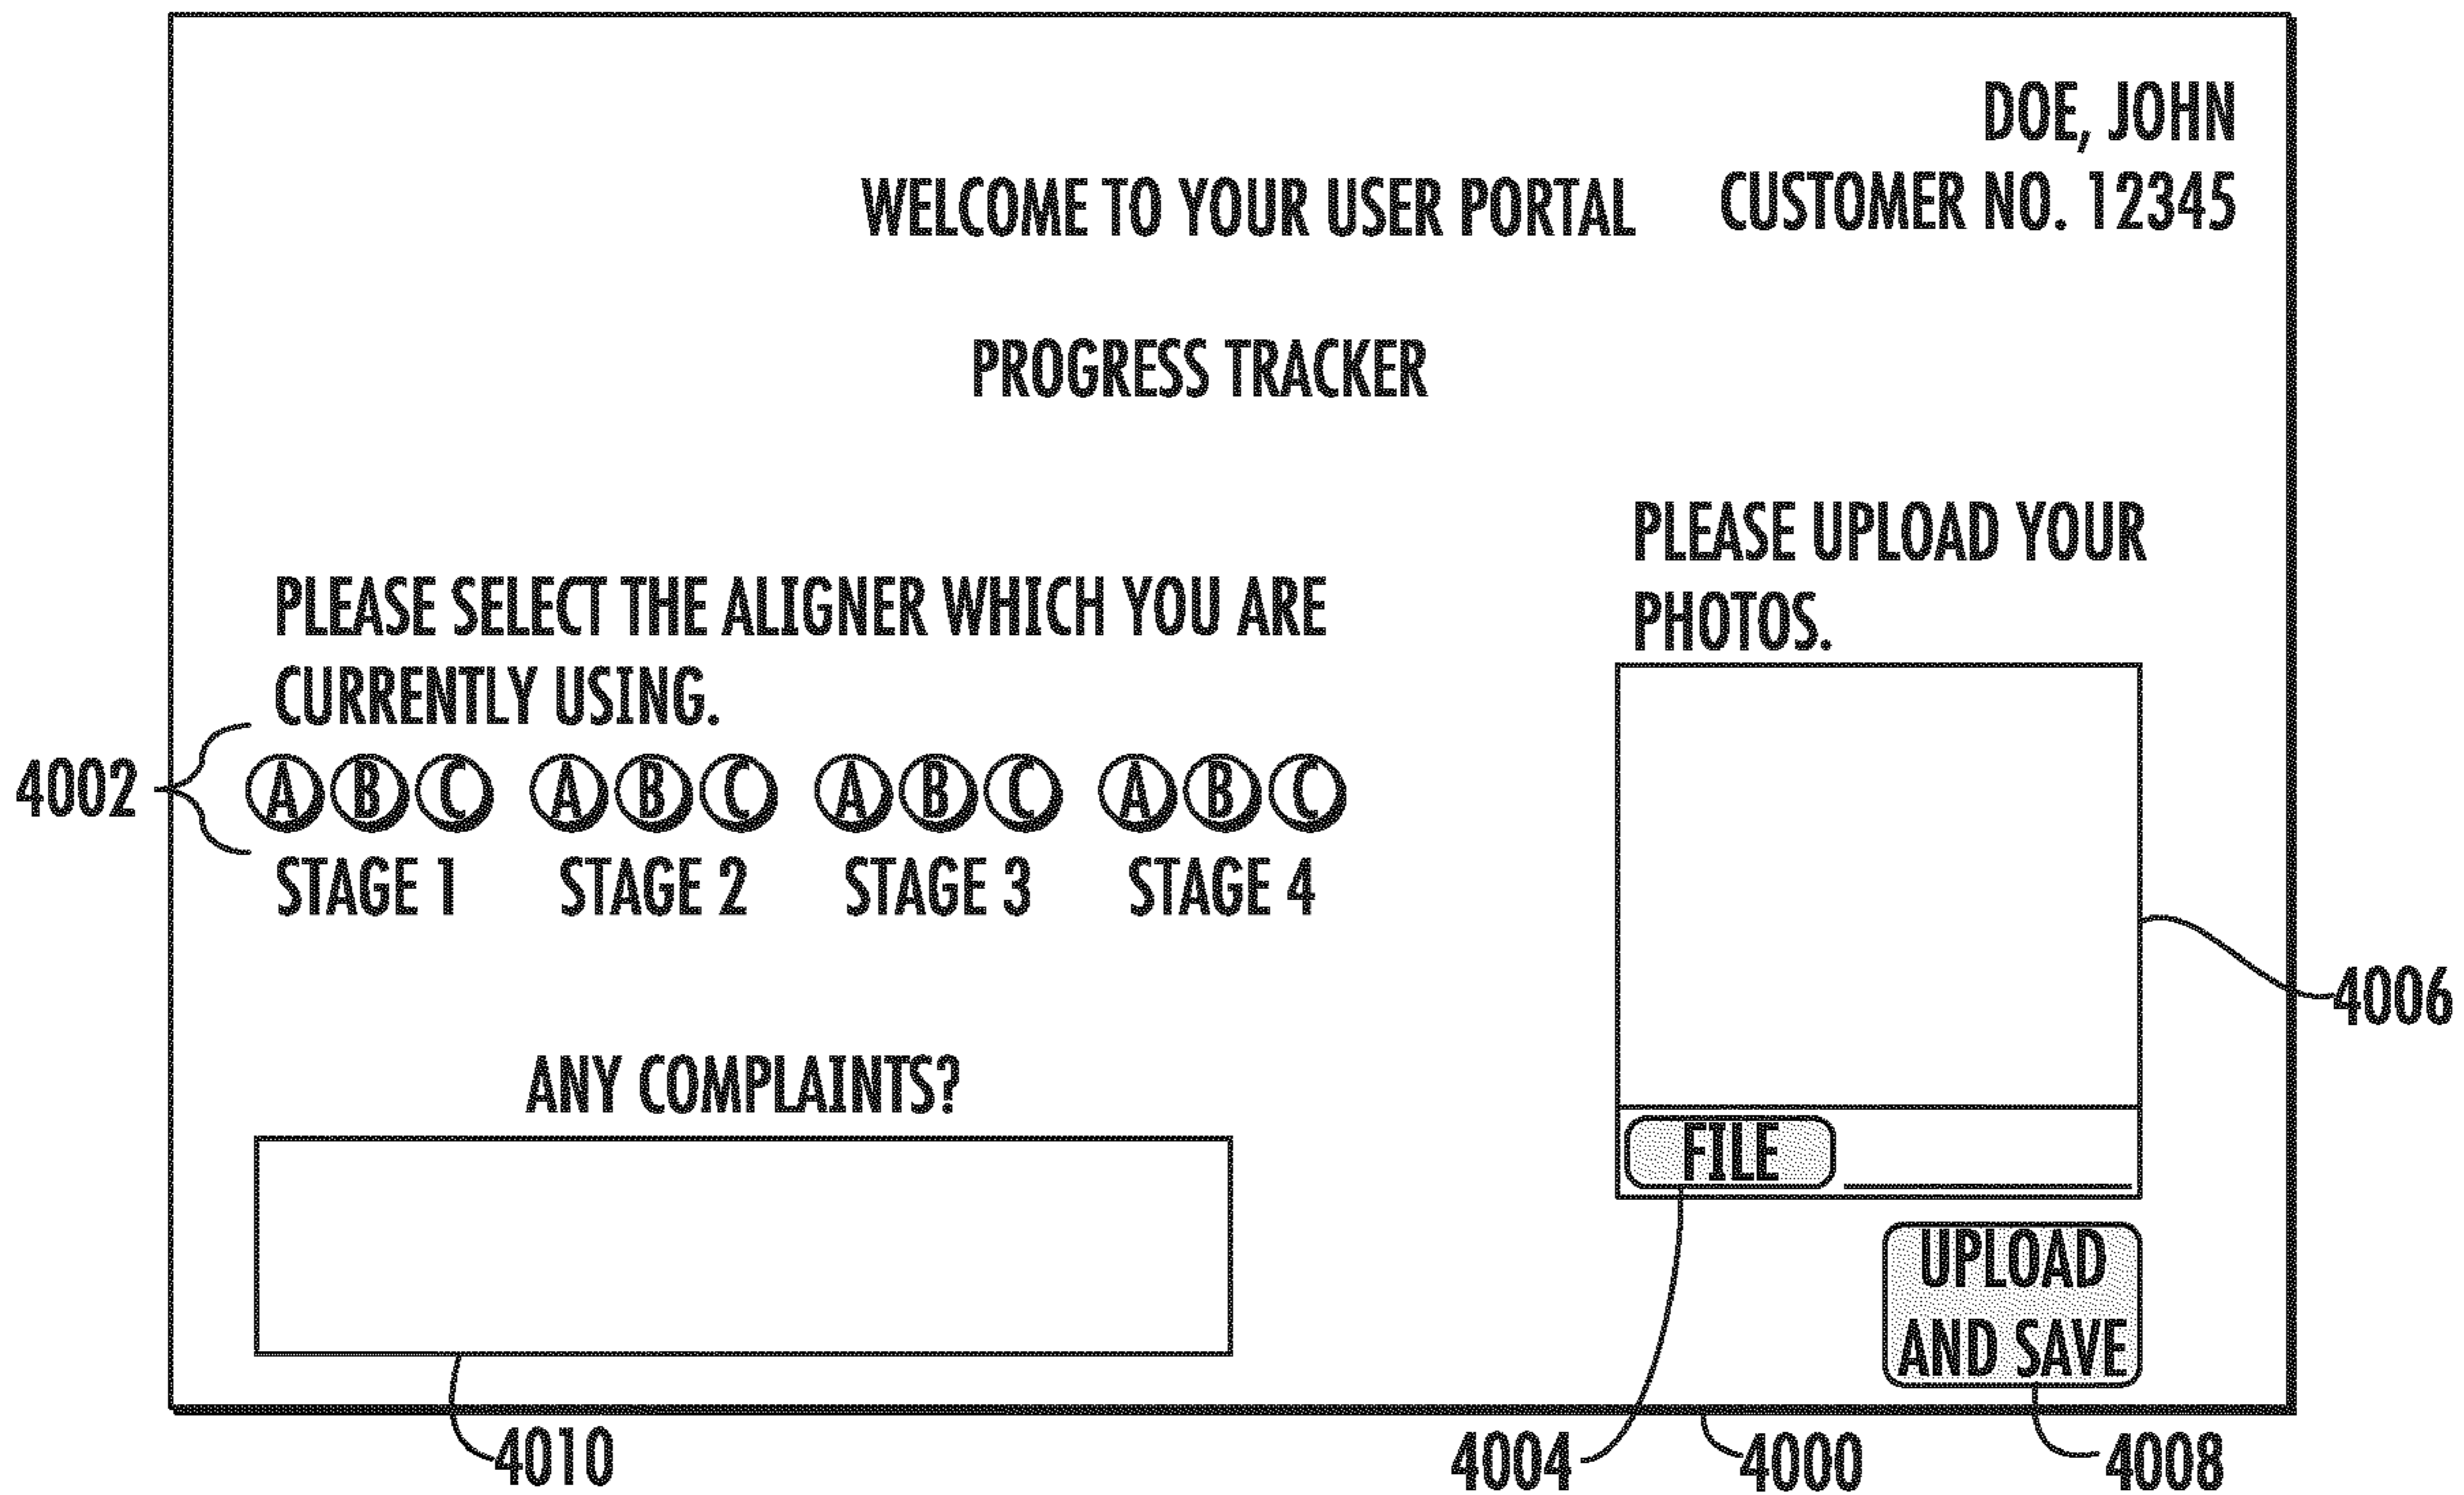 DOE, JOHN
WELCOME TO YOUR USER PORTAL
CUSTOMER NO. 12345
PROGRESS TRACKER
PLEASE SELECT THE ALIGNER WHICH YOU ARE
CURRENTLY USING.
4002
A B C A B C A B C A B C
STAGE 1 STAGE 2 STAGE 3 STAGE 4
ANY COMPLAINTS?
4010
PLEASE UPLOAD YOUR
PHOTOS.
4006
FILE
UPLOAD
AND SAVE
4004
4000
4008